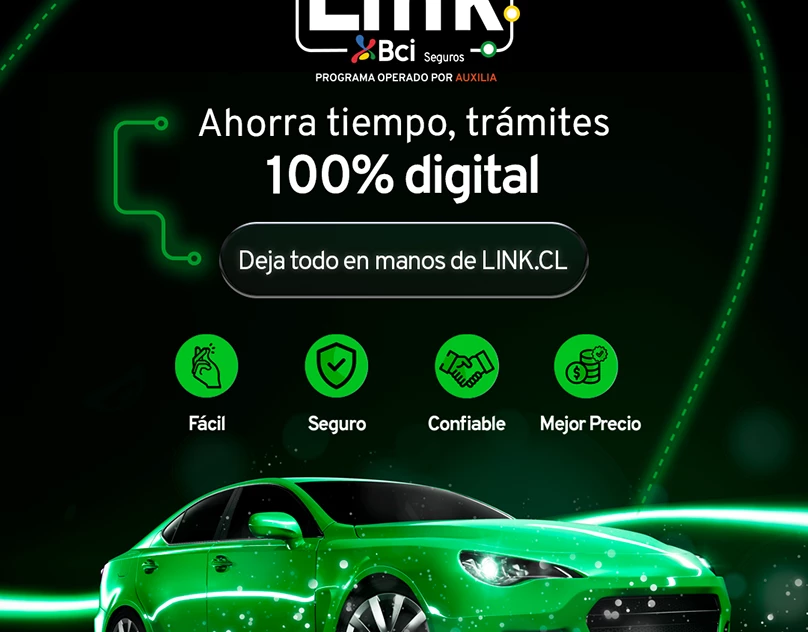 Link
Bci Seguros
PROGRAMA OPERADO POR AUXILIA
Ahorra tiempo, trámites
100% digital
Deja todo en manos de LINK.CL
Fácil
Seguro
Confiable
Mejor Precio